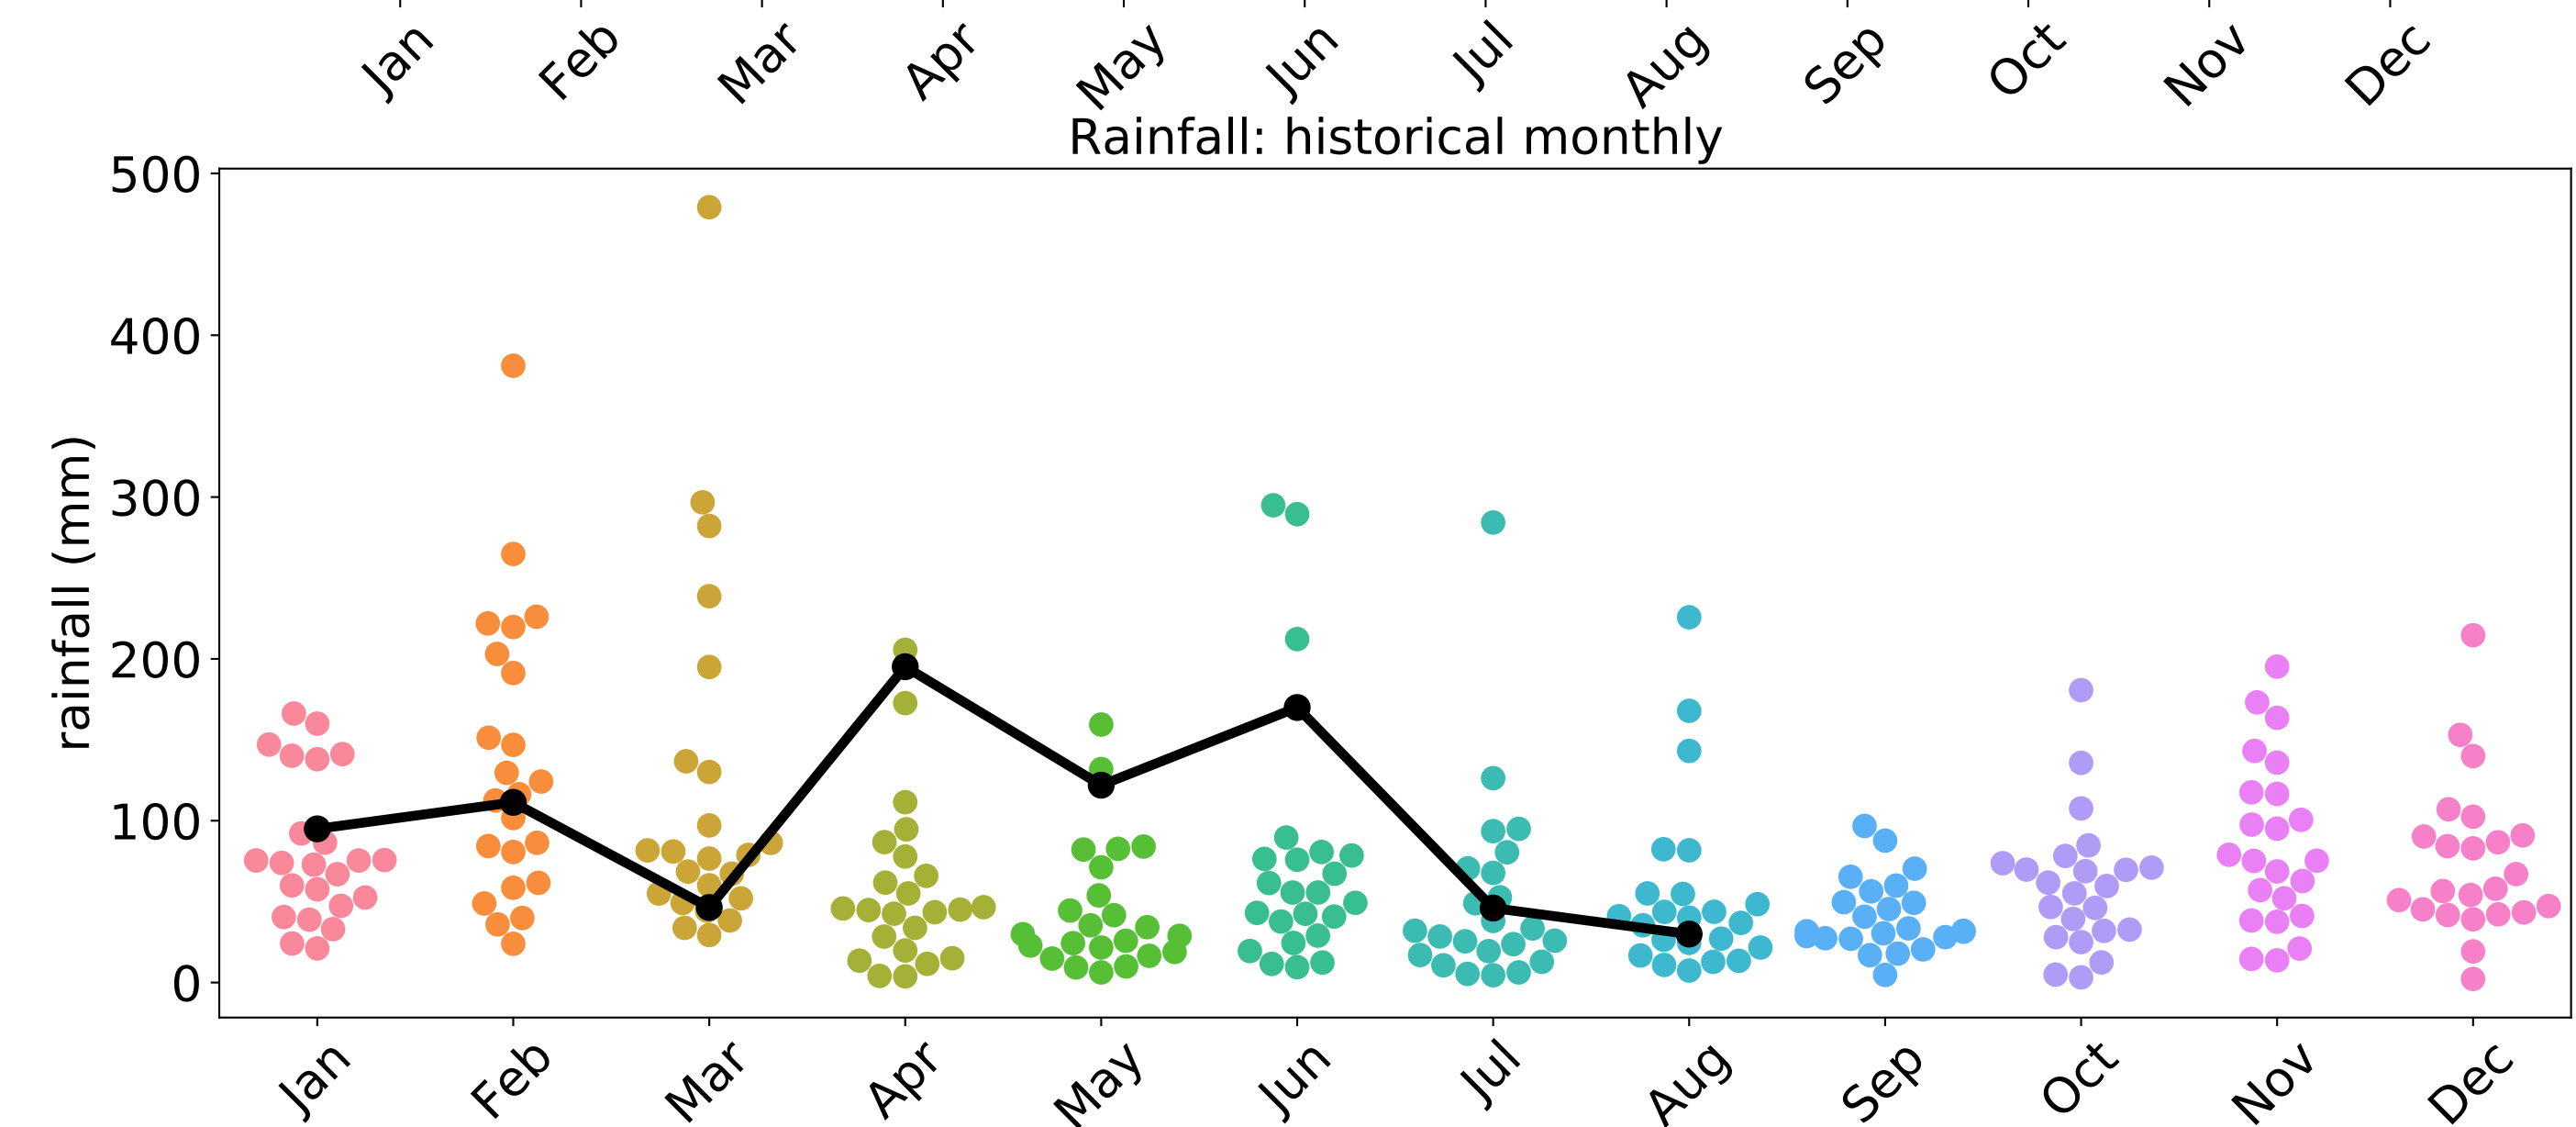 Jan Feb Mar Apr May Jun Jul Aug Sep Oct Nov Dec
Rainfall: historical monthly
500
400
300
200
100
0
rainfall (mm)
Jan Feb Mar Apr May Jun Jul Aug Sep Oct Nov Dec